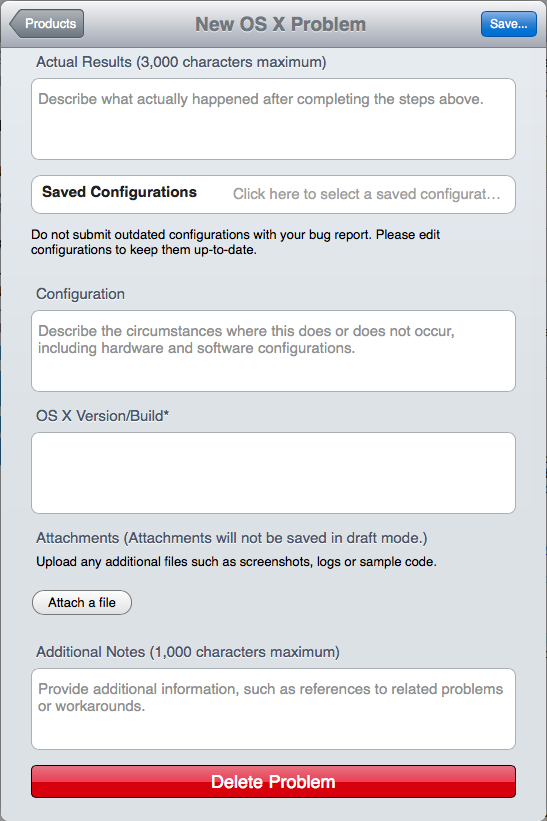 Products
New OS X Problem
Save...
Actual Results (3,000 characters maximum)
Describe what actually happened after completing the steps above.
Saved Configurations
Click here to select a saved configurat…
Do not submit outdated configurations with your bug report. Please edit
configurations to keep them up-to-date.
Configuration
Describe the circumstances where this does or does not occur,
including hardware and software configurations.
OS X Version/Build*
Attachments (Attachments will not be saved in draft mode.)
Upload any additional files such as screenshots, logs or sample code.
Attach a file
Additional Notes (1,000 characters maximum)
Provide additional information, such as references to related problems
or workarounds.
Delete Problem